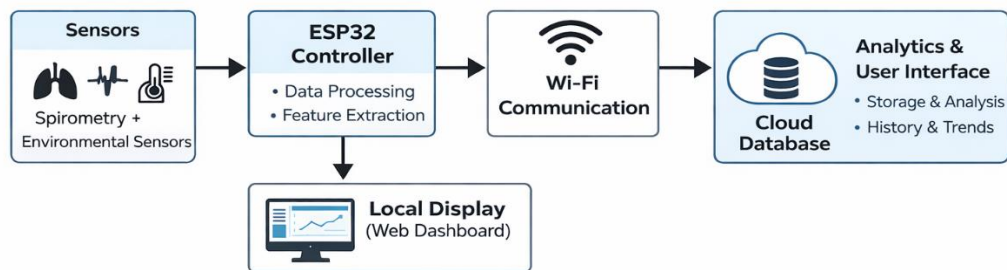 Sensors
Spirometry +
Environmental Sensors
ESP32
Controller
• Data Processing
• Feature Extraction
Wi-Fi
Communication
Cloud
Database
Analytics &
User Interface
• Storage & Analysis
• History & Trends
Local Display
(Web Dashboard)